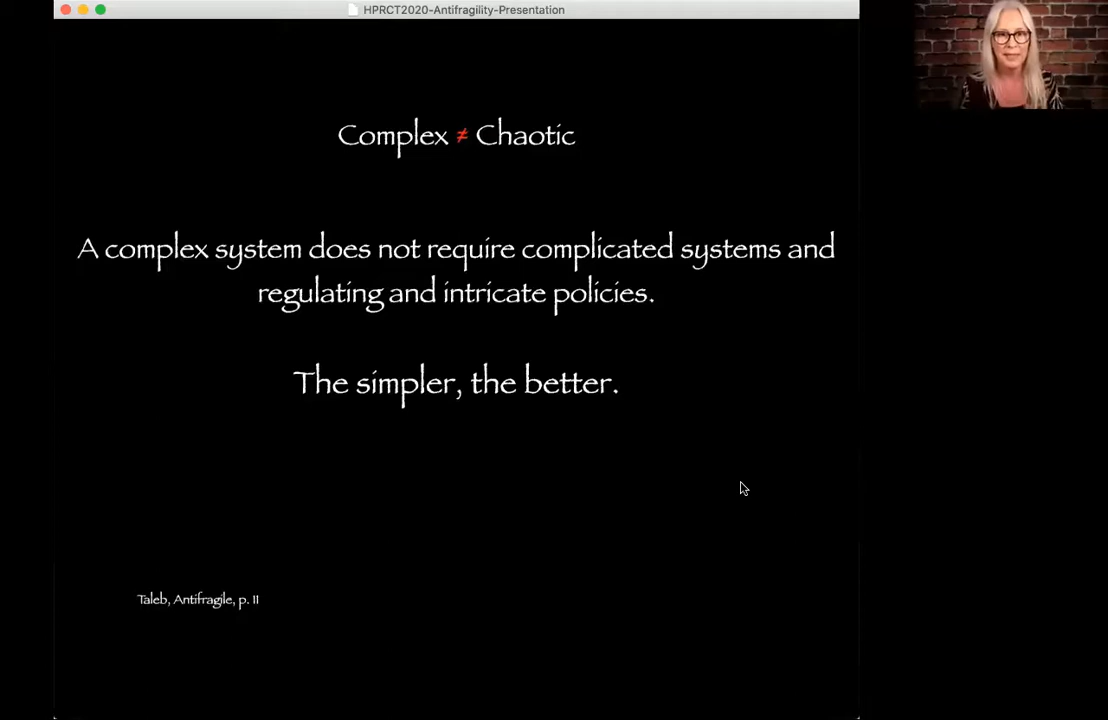 HPRCT2020-Antifragility-Presentation
Complex ≠ Chaotic
A complex system does not require complicated systems and
regulating and intricate policies.
The simpler, the better.
Taleb, Antifragile, p. 11